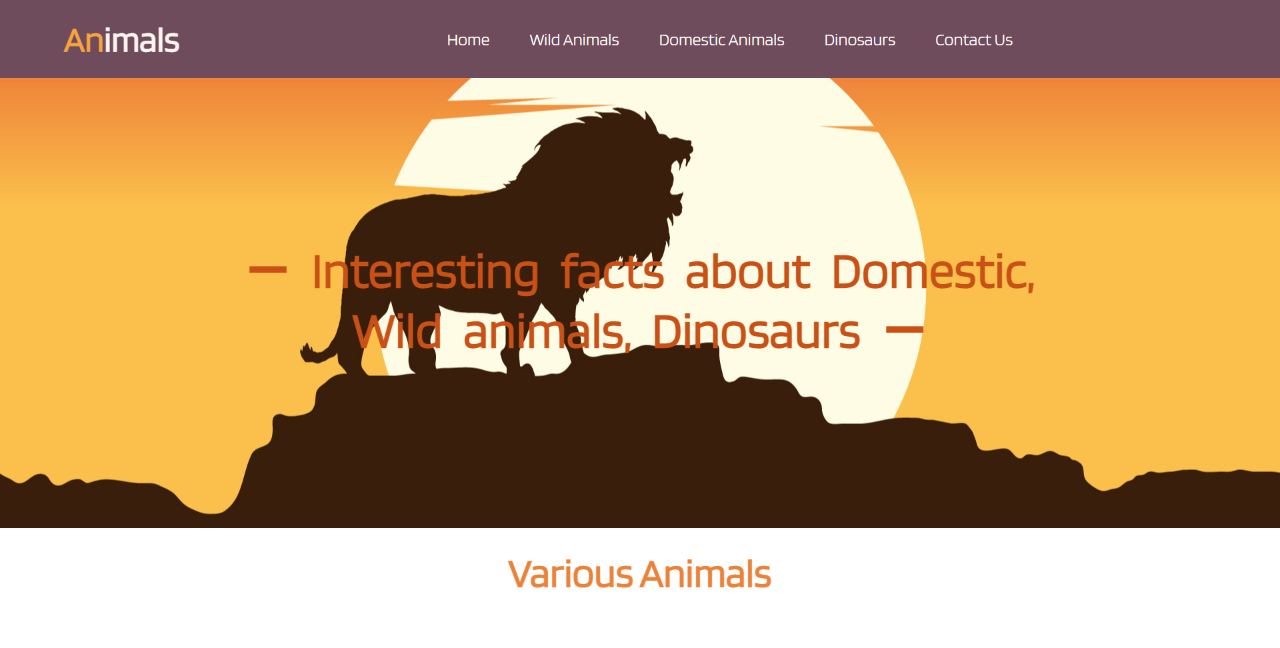 Animals
Home Wild Animals Domestic Animals Dinosaurs Contact Us
— Interesting facts about Domestic,
Wild animals, Dinosaurs —
Various Animals